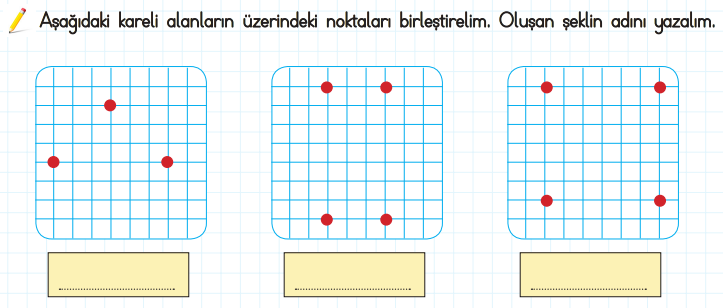 Aşağıdaki kareli alanların üzerindeki noktaları birleştirelim. Oluşan şeklin adını yazalım.